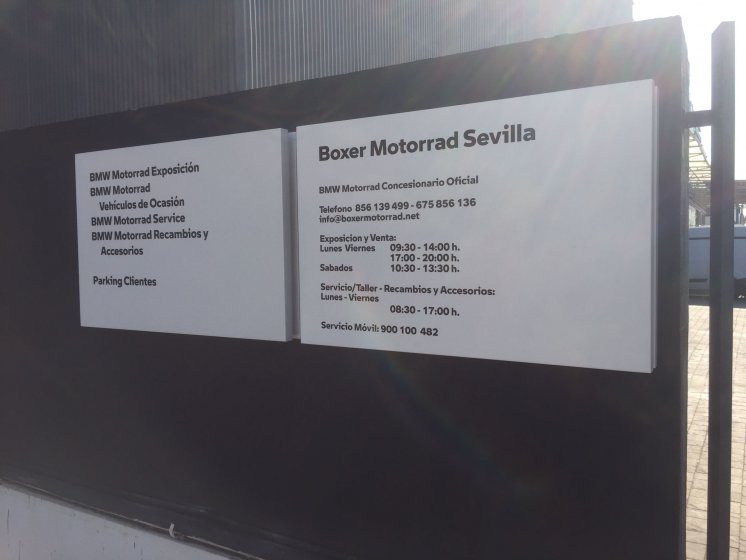 BMW Motorrad Exposición
BMW Motorrad
Vehículos de Ocasión
BMW Motorrad Service
BMW Motorrad Recambios y
Accesorios
Parking Clientes
Boxer Motorrad Sevilla
BMW Motorrad Concesionario Oficial
Telefono 856 139 499 - 675 856 136
info@boxermotorrad.net
Exposicion y Venta:
Lunes Viernes 09:30 - 14:00 h.
17:00 - 20:00 h.
Sabados 10:30 - 13:30 h.
Servicio/Taller - Recambios y Accesorios:
Lunes - Viernes
08:30 - 17:00 h.
Servicio Móvil: 900 100 482